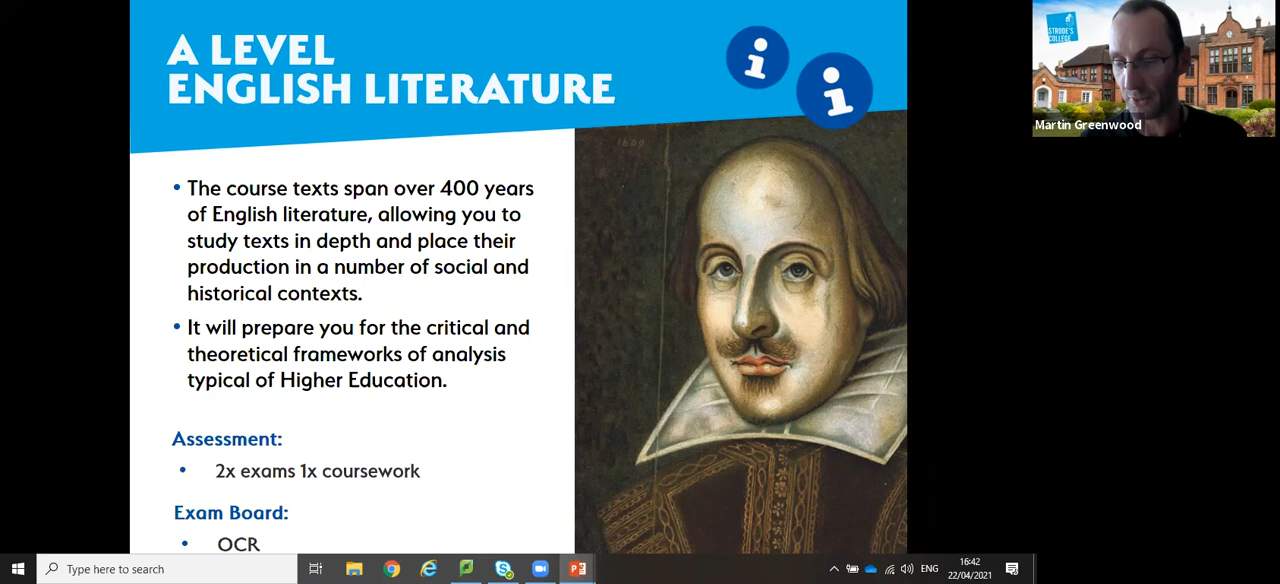 A LEVEL
ENGLISH LITERATURE
• The course texts span over 400 years
of English literature, allowing you to
study texts in depth and place their
production in a number of social and
historical contexts.
• It will prepare you for the critical and
theoretical frameworks of analysis
typical of Higher Education.
Assessment:
• 2x exams 1x coursework
Exam Board:
• OCR
STRODE'S
COLLEGE
Martin Greenwood
Type here to search
ENG
16:42
22/04/2021